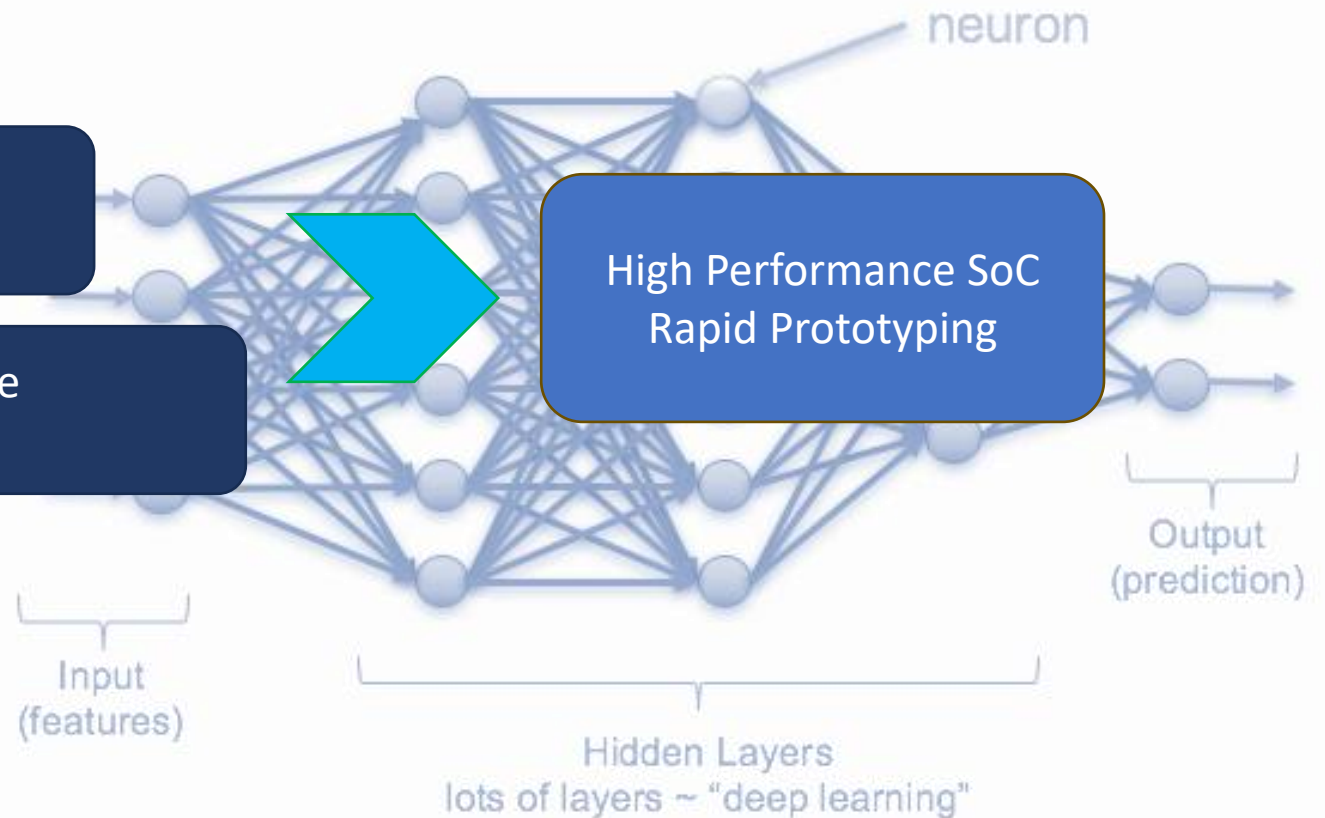 neuron
High Performance SoC
Rapid Prototyping
e
Output
(prediction)
Input
(features)
Hidden Layers
lots of layers ~ “deep learning”